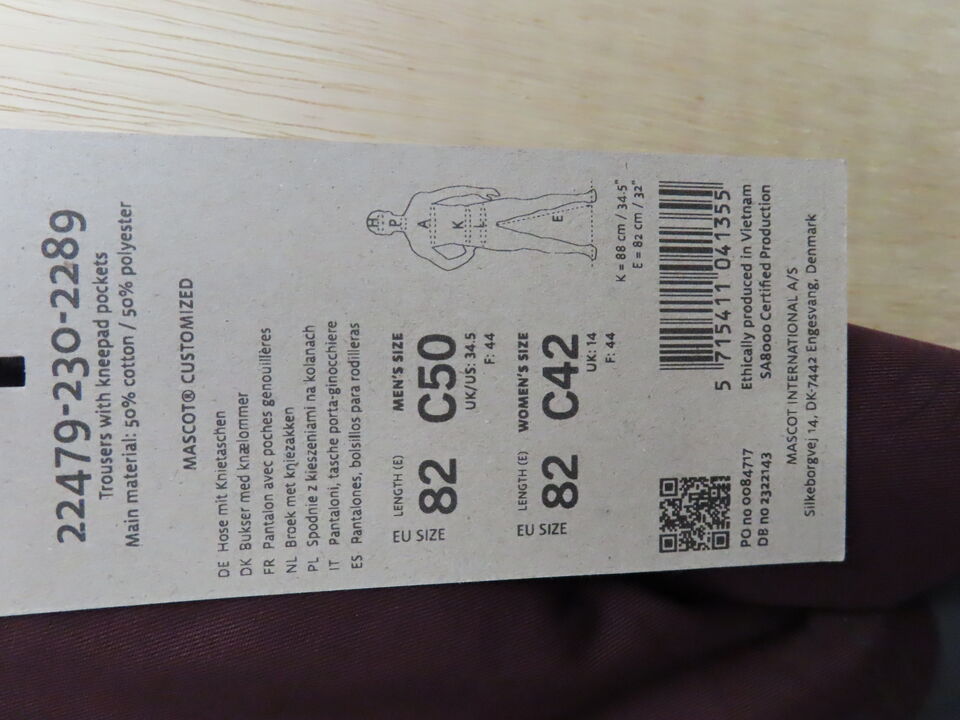 22479-230-2289
Trousers with kneepad pockets
Main material: 50% cotton / 50% polyester
MASCOT® CUSTOMIZED
DE Hose mit Knietaschen
DK Bukser med knælommer
FR Pantalon avec poches genouillères
NL Broek met kniezakken
PL Spodnie z kieszeniami na kolanach
IT Pantaloni, tasche porta-ginocchiere
ES Pantalones, bolsillos para rodilleras
LENGTH (E) MEN'S SIZE
EU SIZE 82 C50
UK/US: 34.5
F: 44
LENGTH (E) WOMEN'S SIZE
EU SIZE 82 C42
UK: 14
F: 44
H
P
A
K
L
E
K = 88 cm / 34.5"
E = 82 cm / 32"
5 715411 041355
PO no 0084717
DB no 2322143
Ethically produced in Vietnam
SA8000 Certified Production
MASCOT INTERNATIONAL A/S
Silkeborgvej 14, DK-7442 Engesvang, Denmark